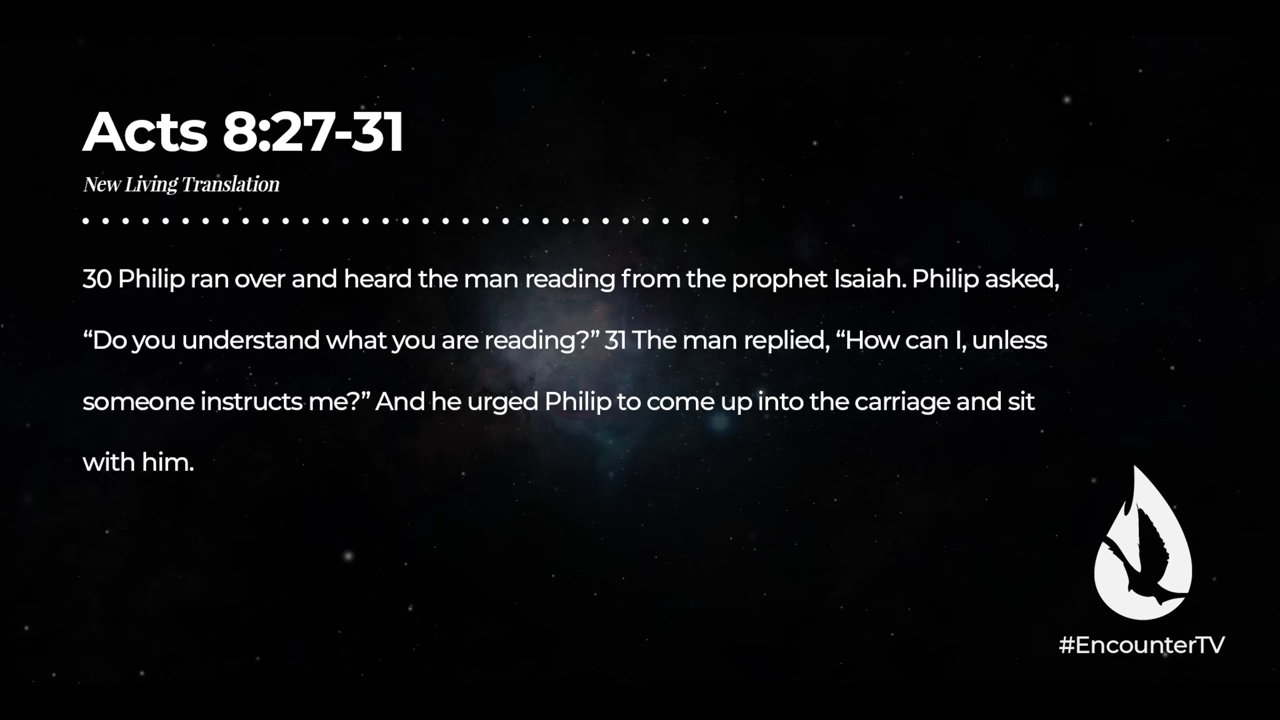 Acts 8:27-31
New Living Translation
30 Philip ran over and heard the man reading from the prophet Isaiah. Philip asked,
“Do you understand what you are reading?” 31 The man replied, “How can I, unless
someone instructs me?” And he urged Philip to come up into the carriage and sit
with him.
#EncounterTV